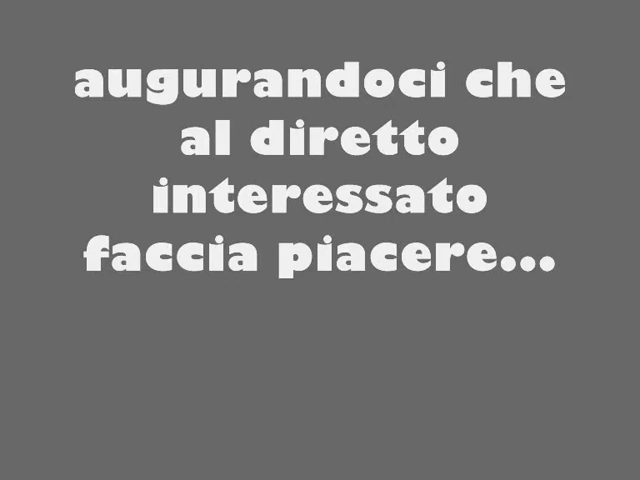 augurandoci che
al diretto
interessato
faccia piacere...